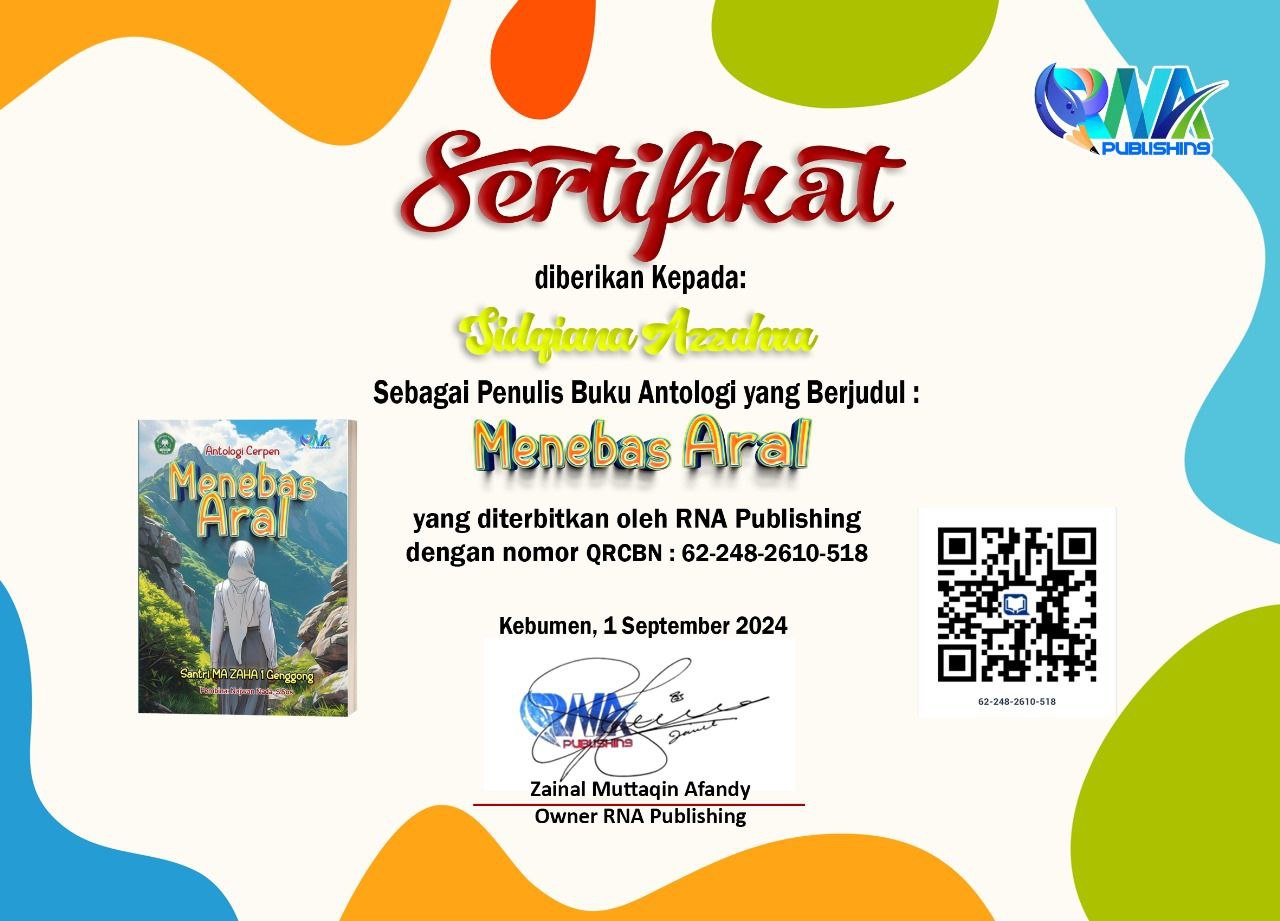 RNA
PUBLISHING
Sertifikat
diberikan Kepada:
Sidqiana Azzahra
Sebagai Penulis Buku Antologi yang Berjudul :
Menebas Aral
Antologi Cerpen
RNA
Menebas
Aral
Santri MA ZAHA 1 Genggong
yang diterbitkan oleh RNA Publishing
dengan nomor QRCBN : 62-248-2610-518
62-248-2610-518
Kebumen, 1 September 2024
RNA
PUBLISHING
Zainal Muttaqin Afandy
Owner RNA Publishing